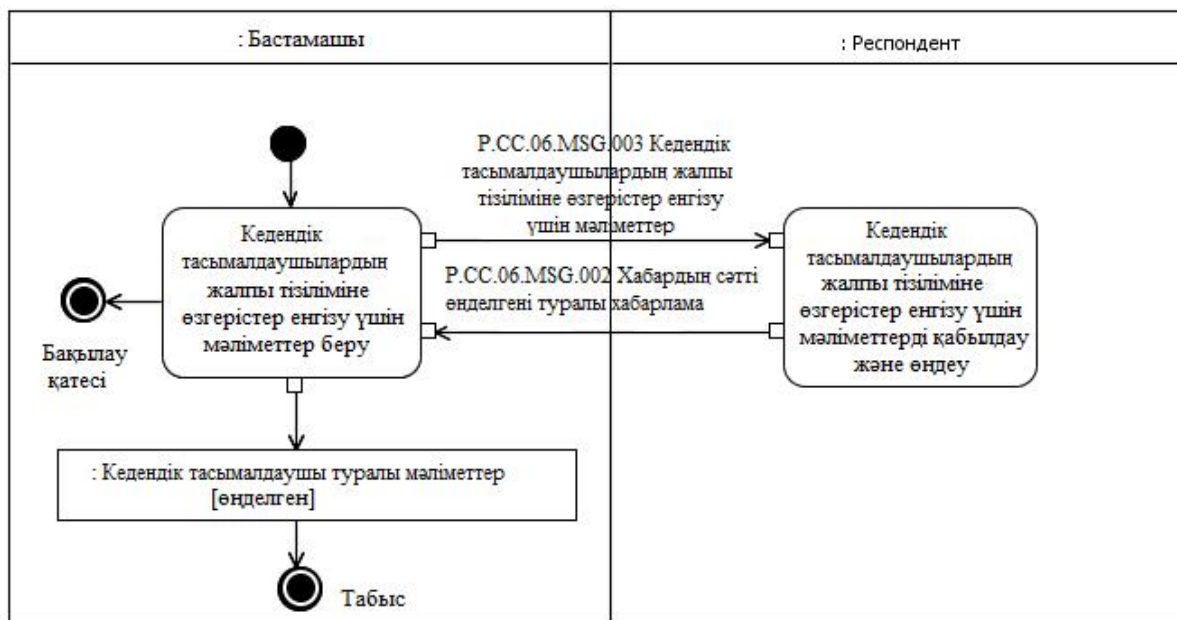 : Бастамашы
: Респондент
P.CC.06.MSG.003 Кедендік
тасымалдаушылардың жалпы
тізіліміне өзгерістер енгізу
үшін мәліметтер
Кедендік
тасымалдаушылардың
жалпы тізіліміне
өзгерістер енгізу үшін
мәліметтер беру
P.CC.06.MSG.002 Хабардың сәтті
өңделгені туралы хабарлама
Кедендік
тасымалдаушылардың
жалпы тізіліміне
өзгерістер енгізу үшін
мәліметтерді қабылдау
және өңдеу
Бақылау
қатесі
: Кедендік тасымалдаушы туралы мәліметтер
[өңделген]
Табыс